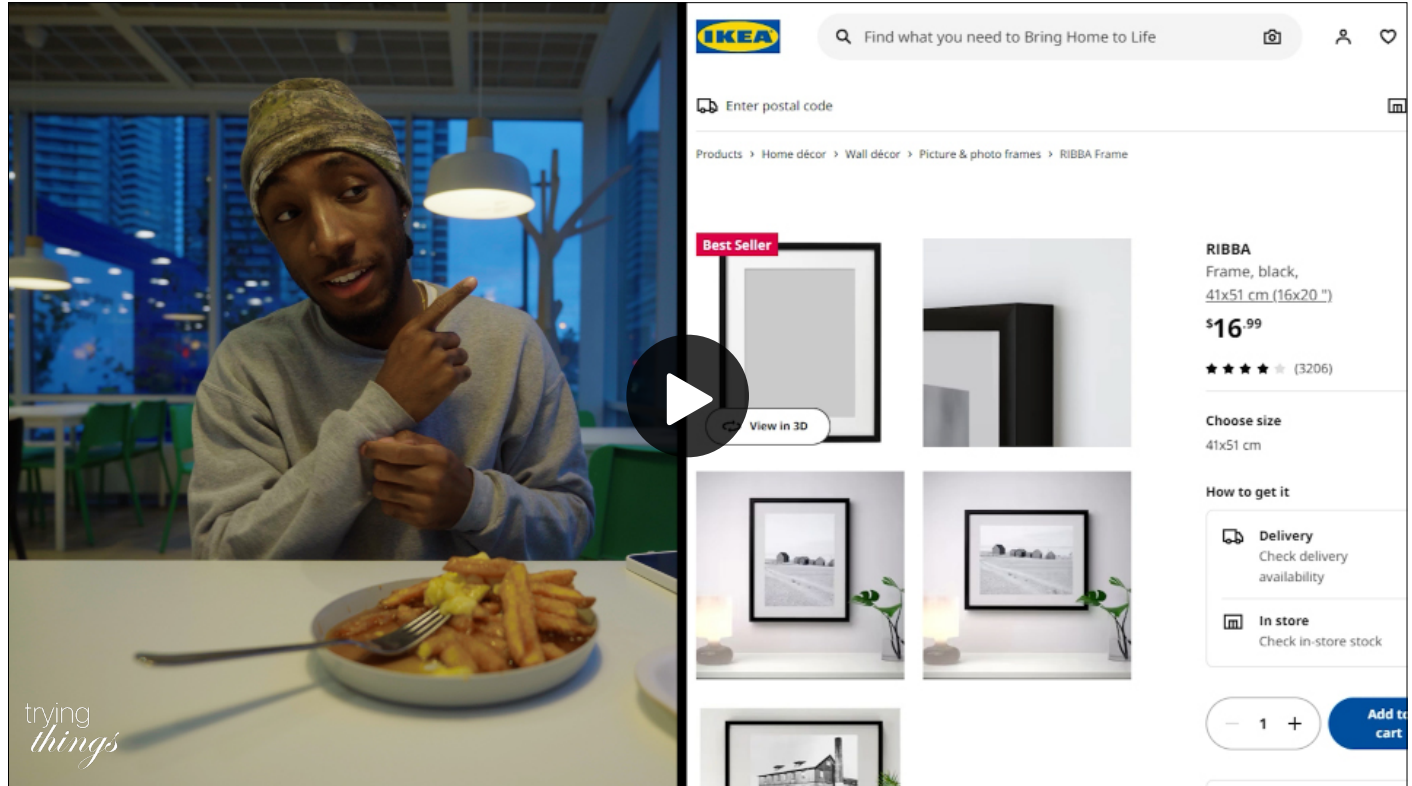 IKEA
Find what you need to Bring Home to Life
Enter postal code
Products > Home décor > Wall décor > Picture & photo frames > RIBBA Frame
Best Seller
View in 3D
RIBBA
Frame, black,
41x51 cm (16x20 ")
$16.99
(3206)
Choose size
41x51 cm
How to get it
Delivery
Check delivery
availability
In store
Check in-store stock
1
Add to
cart
trying
things